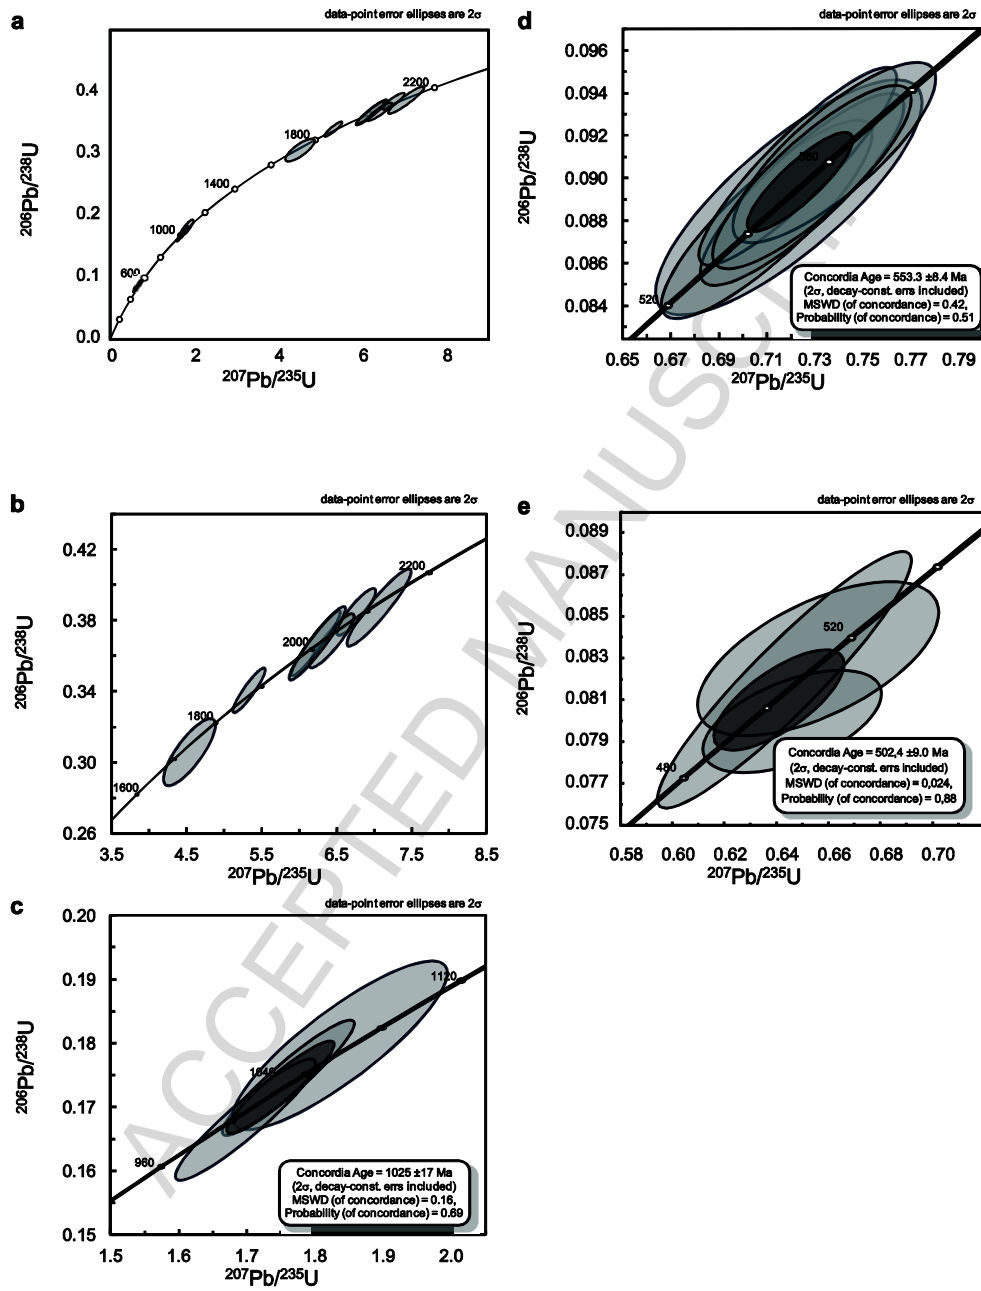 a
data-point error ellipses are 2σ
206Pb/238U
0.4
0.3
0.2
0.1
0.0
2200
1800
1400
1000
600
0
2
4
6
8
207Pb/235U
b
data-point error ellipses are 2σ
206Pb/238U
0.42
0.38
0.34
0.30
0.26
2200
2000
1800
1600
3.5
4.5
5.5
6.5
7.5
8.5
207Pb/235U
c
data-point error ellipses are 2σ
206Pb/238U
0.20
0.19
0.18
0.17
0.16
0.15
1120
1040
960
Concordia Age = 1025 ±17 Ma
(2σ, decay-const. errs included)
MSWD (of concordance) = 0.16,
Probability (of concordance) = 0.69
1.5
1.6
1.7
1.8
1.9
2.0
207Pb/235U
d
data-point error ellipses are 2σ
206Pb/238U
0.096
0.094
0.092
0.090
0.088
0.086
0.084
560
520
Concordia Age = 553.3 ±8.4 Ma
(2σ, decay-const. errs included)
MSWD (of concordance) = 0.42,
Probability (of concordance) = 0.51
0.65
0.67
0.69
0.71
0.73
0.75
0.77
0.79
207Pb/235U
e
data-point error ellipses are 2σ
206Pb/238U
0.089
0.087
0.085
0.083
0.081
0.079
0.077
0.075
520
480
Concordia Age = 502,4 ±9.0 Ma
(2σ, decay-const. errs included)
MSWD (of concordance) = 0,024,
Probability (of concordance) = 0,88
0.58
0.60
0.62
0.64
0.66
0.68
0.70
207Pb/235U
ACCEPTED MANUSCRIPT